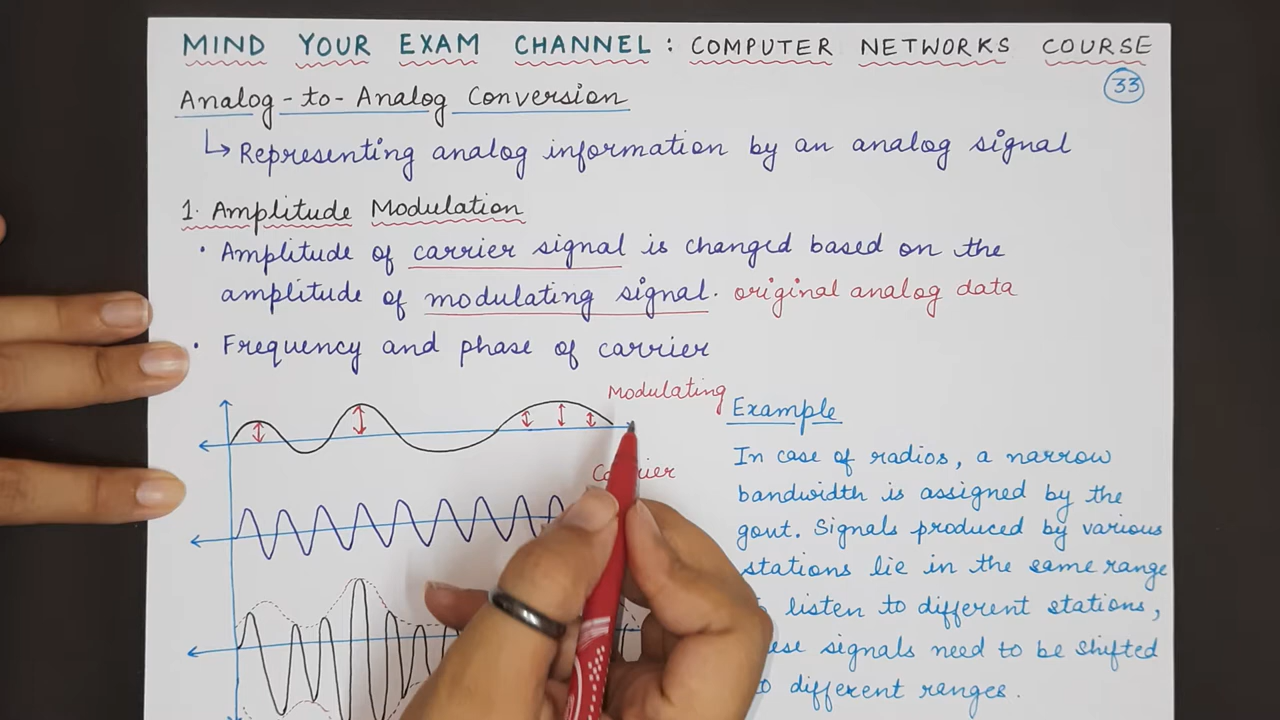 MIND YOUR EXAM CHANNEL : COMPUTER NETWORKS COURSE
33
Analog-to-Analog Conversion
Representing analog information by an analog signal
1. Amplitude Modulation
• Amplitude of carrier signal is changed based on the
amplitude of modulating signal. original analog data
• Frequency and phase of carrier
Modulating
Example
In case of radios, a narrow
bandwidth is assigned by the
govt. Signals produced by various
stations lie in the same range
listen to different stations,
signals need to be shifted
different ranges.